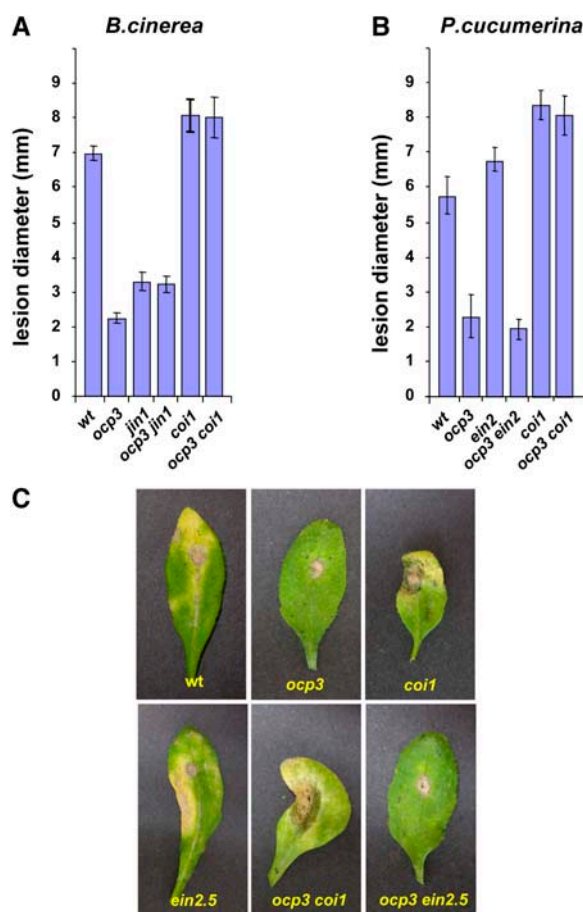 A
B.cinerea
lesion diameter (mm)
9
8
7
6
5
4
3
2
1
0
wt
ocp3
jin1
ocp3 jin1
coi1
ocp3 coi1
B
P.cucumerina
lesion diameter (mm)
9
8
7
6
5
4
3
2
1
0
wt
ocp3
ein2
ocp3 ein2
coi1
ocp3 coi1
C
wt
ocp3
coi1
ein2.5
ocp3 coi1
ocp3 ein2.5